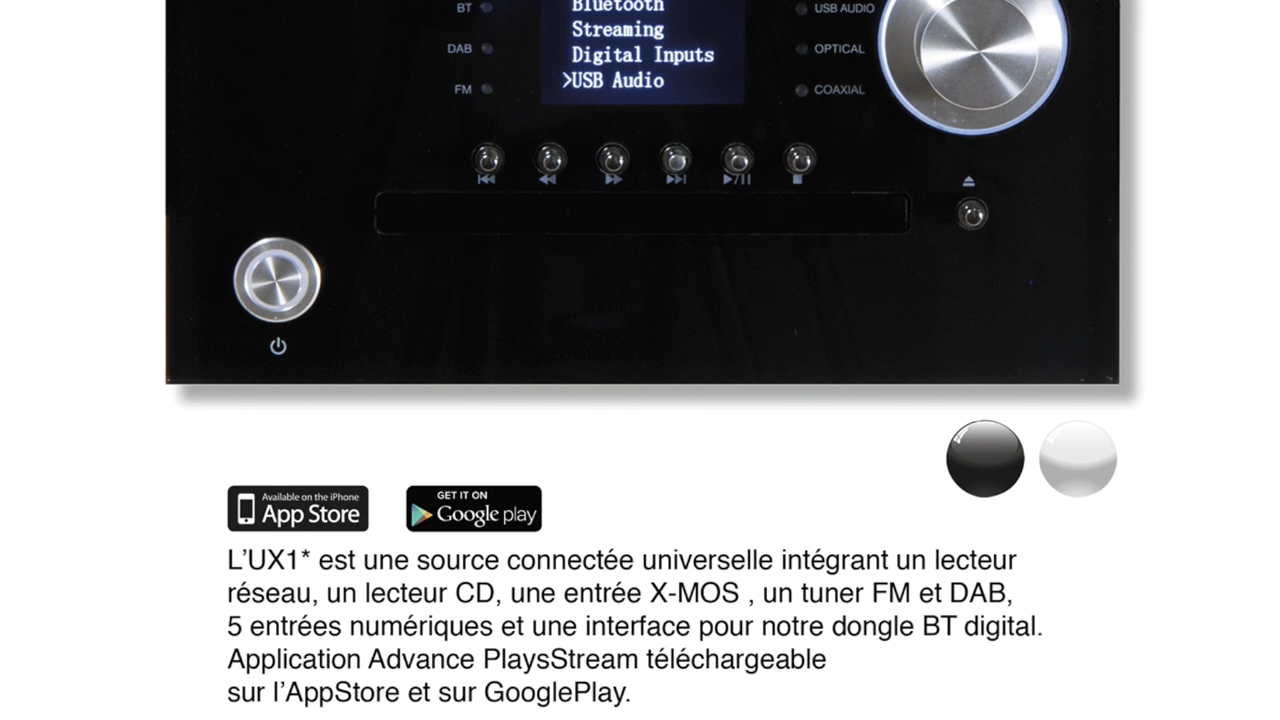 BT
Bluetooth
USB AUDIO
Streaming
DAB
Digital Inputs
OPTICAL
FM
>USB Audio
COAXIAL
Available on the iPhone
App Store
GET IT ON
Google play
L’UX1* est une source connectée universelle intégrant un lecteur
réseau, un lecteur CD, une entrée X-MOS , un tuner FM et DAB,
5 entrées numériques et une interface pour notre dongle BT digital.
Application Advance PlaysStream téléchargeable
sur l’AppStore et sur GooglePlay.